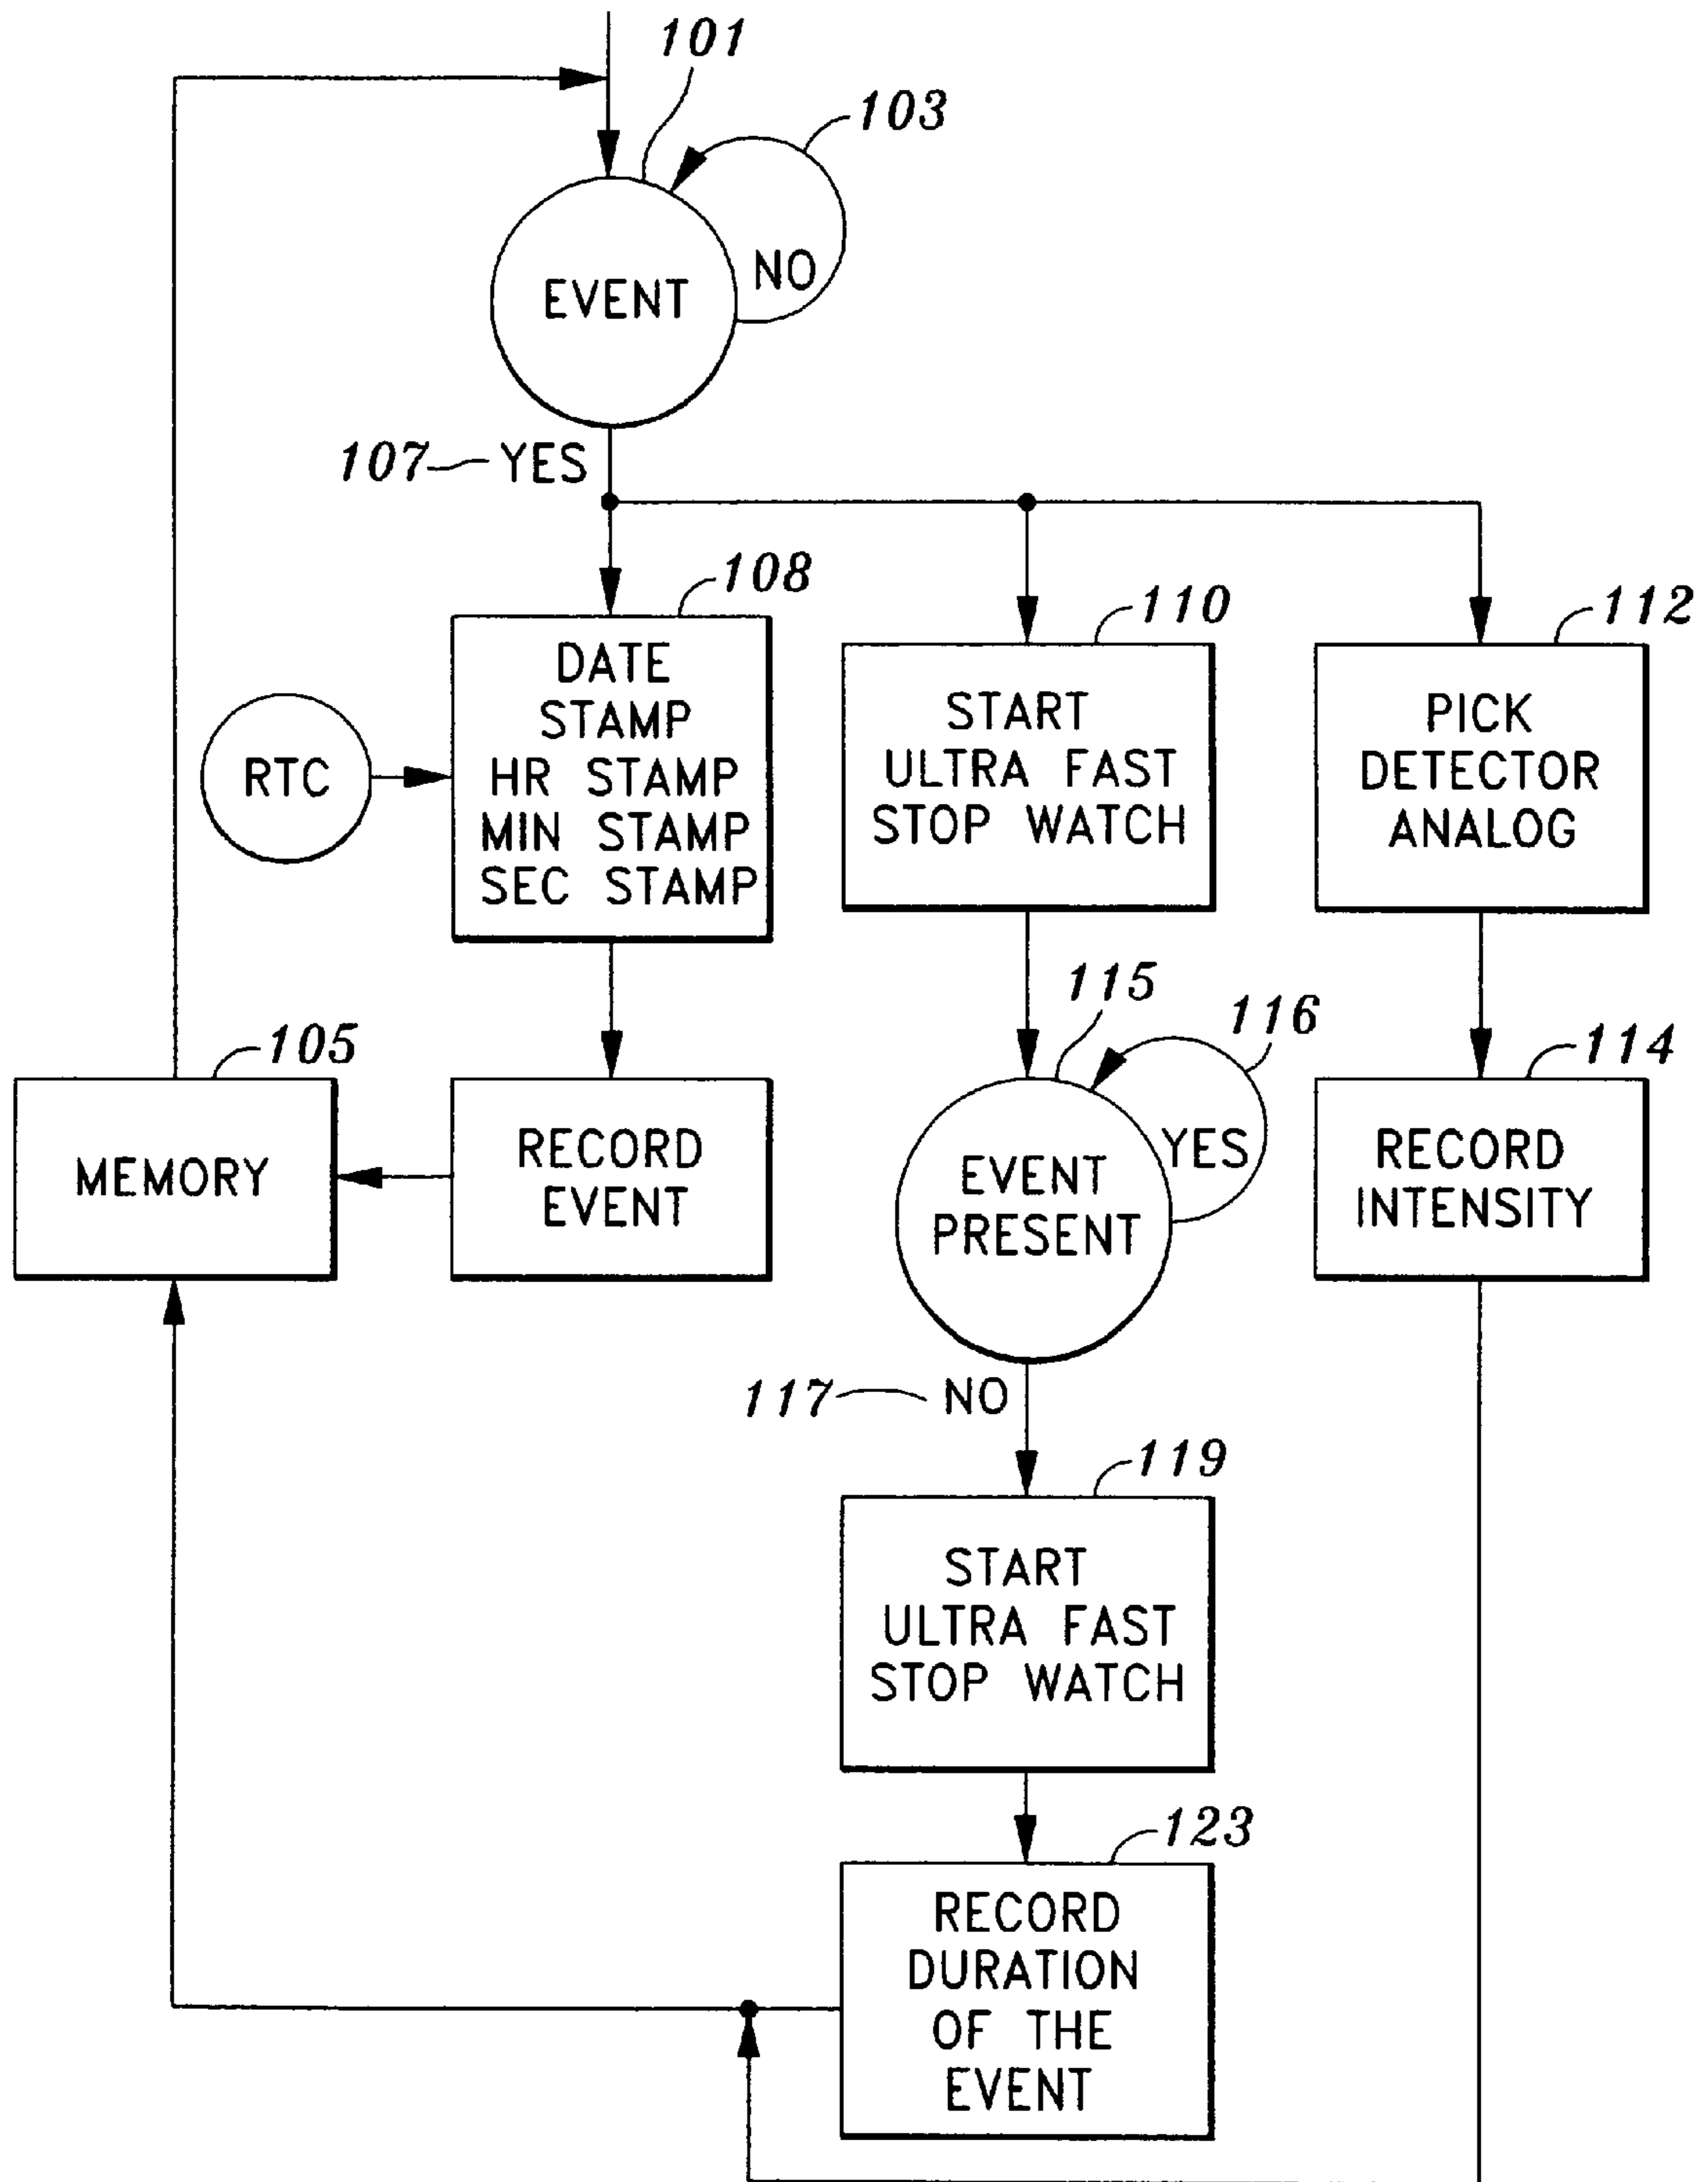 101
103
EVENT
NO
107
YES
108
DATE
STAMP
HR STAMP
MIN STAMP
SEC STAMP
RTC
110
START
ULTRA FAST
STOP WATCH
112
PICK
DETECTOR
ANALOG
105
MEMORY
RECORD
EVENT
115
116
YES
EVENT
PRESENT
114
RECORD
INTENSITY
117
NO
119
START
ULTRA FAST
STOP WATCH
123
RECORD
DURATION
OF THE
EVENT